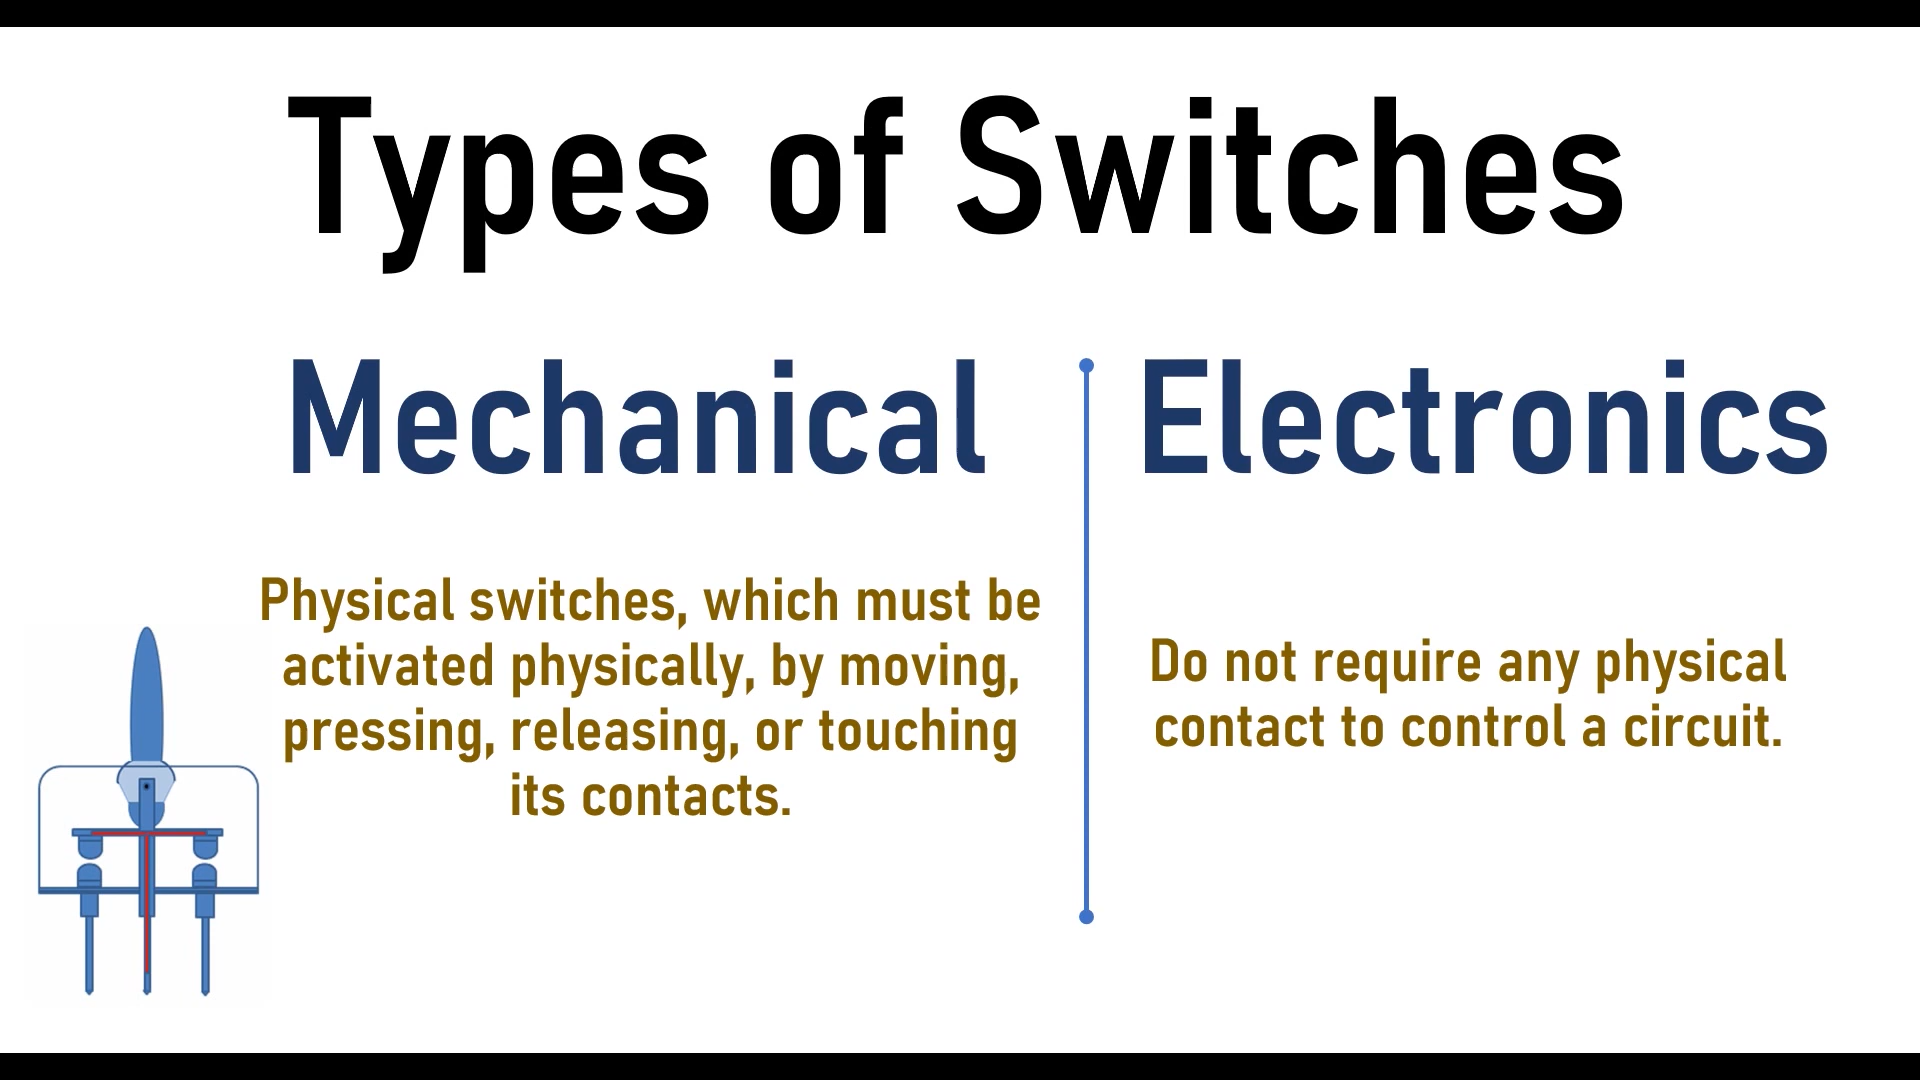 Types of Switches
Mechanical
Physical switches, which must be
activated physically, by moving,
pressing, releasing, or touching
its contacts.
Electronics
Do not require any physical
contact to control a circuit.